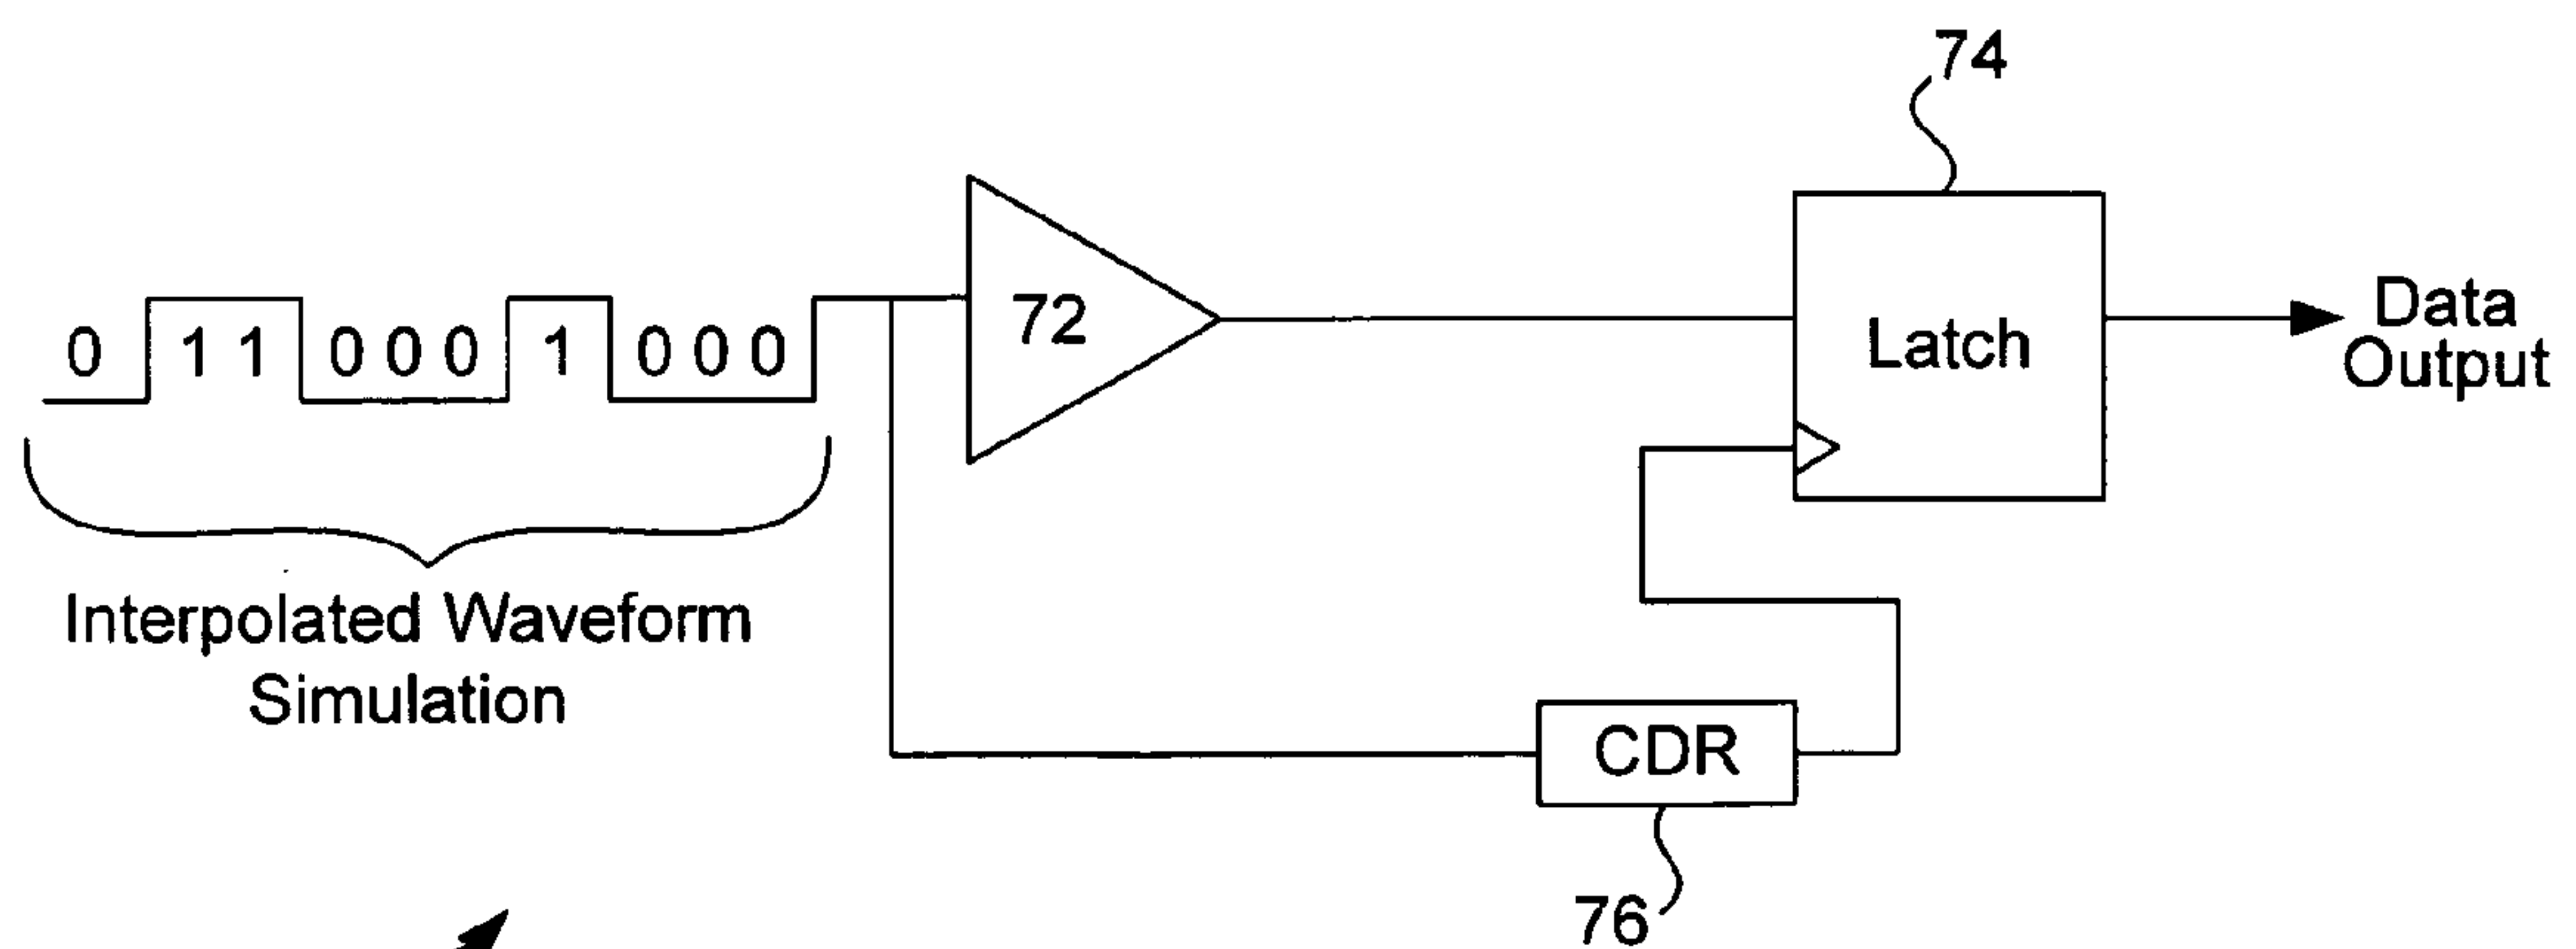 74
0 1 1 0 0 0 1 0 0 0
72
Latch
Data
Output
Interpolated Waveform
Simulation
CDR
76